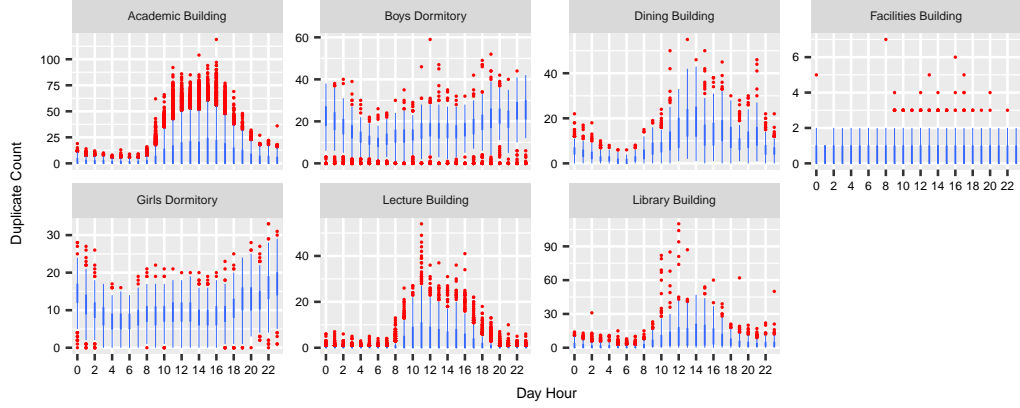 Academic Building
Boys Dormitory
Dining Building
Facilities Building
100
75
50
25
0
60
40
20
0
40
20
0
6
4
2
0
0 2 4 6 8 10 12 14 16 18 20 22
Girls Dormitory
Lecture Building
Library Building
30
20
10
0
40
20
0
90
60
30
0
0 2 4 6 8 10 12 14 16 18 20 22
0 2 4 6 8 10 12 14 16 18 20 22
0 2 4 6 8 10 12 14 16 18 20 22
Duplicate Count
Day Hour